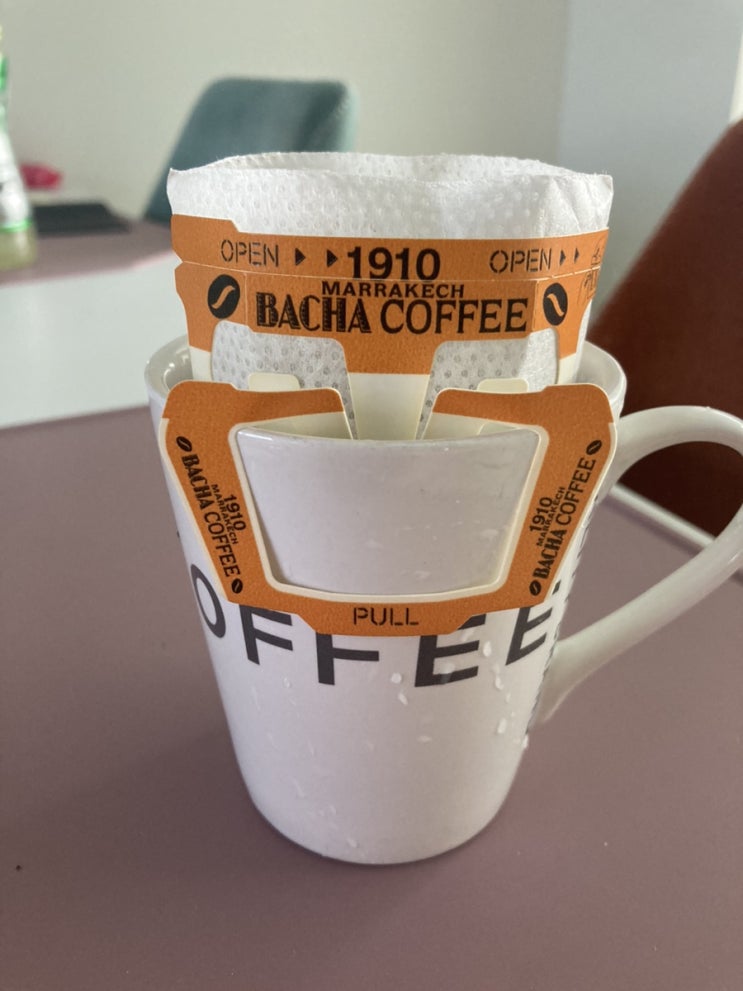 OPEN ▸ ▸ 1910 OPEN ▸ ▸
MARRAKECH
BACHA COFFEE
1910
MARRAKECH
BACHA COFFEE
1910
MARRAKECH
BACHA COFFEE
PULL
OFFEE